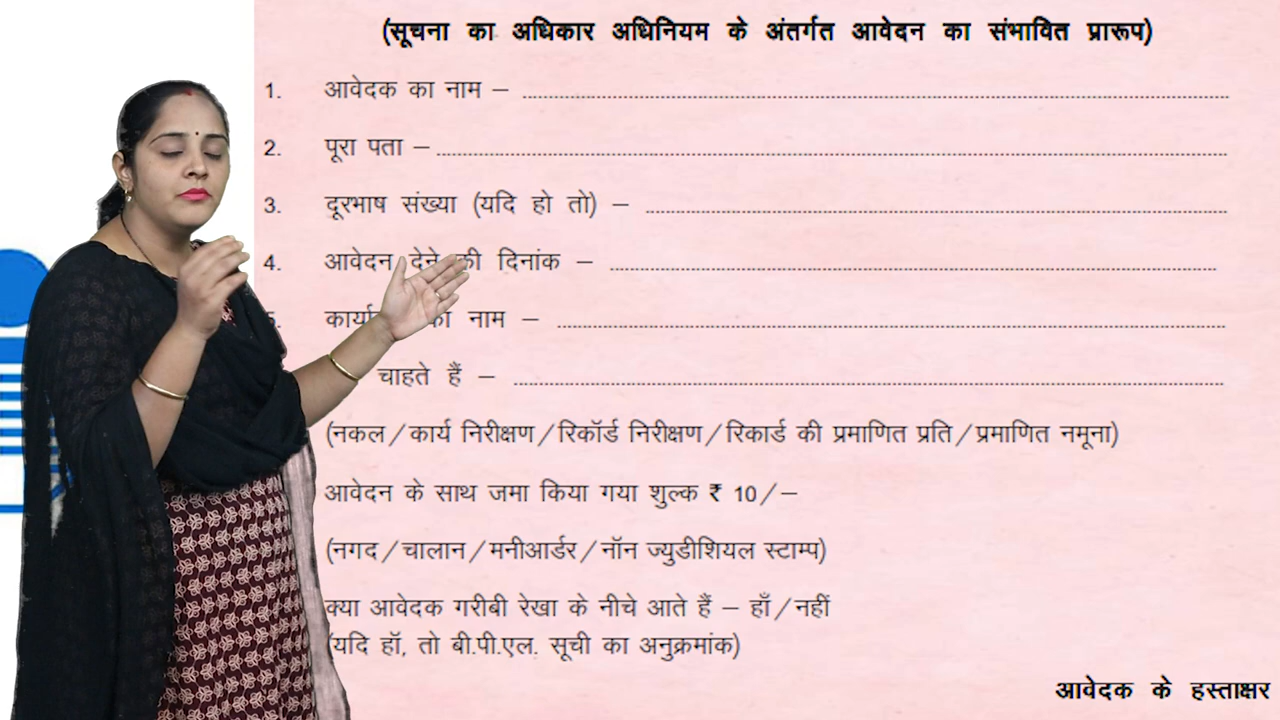 (सूचना का अधिकार अधिनियम के अंतर्गत आवेदन का संभावित प्रारूप)
1. आवेदक का नाम –
2. पूरा पता –
3. दूरभाष संख्या (यदि हो तो) –
4. आवेदन देने की दिनांक –
5. का नाम –
चाहते हैं –
(नकल/कार्य निरीक्षण/रिकॉर्ड निरीक्षण/रिकार्ड की प्रमाणित प्रति/प्रमाणित नमूना)
आवेदन के साथ जमा किया गया शुल्क ₹ 10/–
(नगद/चालान/मनीआर्डर/नॉन ज्युडीशियल स्टाम्प)
क्या आवेदक गरीबी रेखा के नीचे आते हैं – हाँ/नहीं
(यदि हॉ, तो बी.पी.एल. सूची का अनुक्रमांक)
आवेदक के हस्ताक्षर